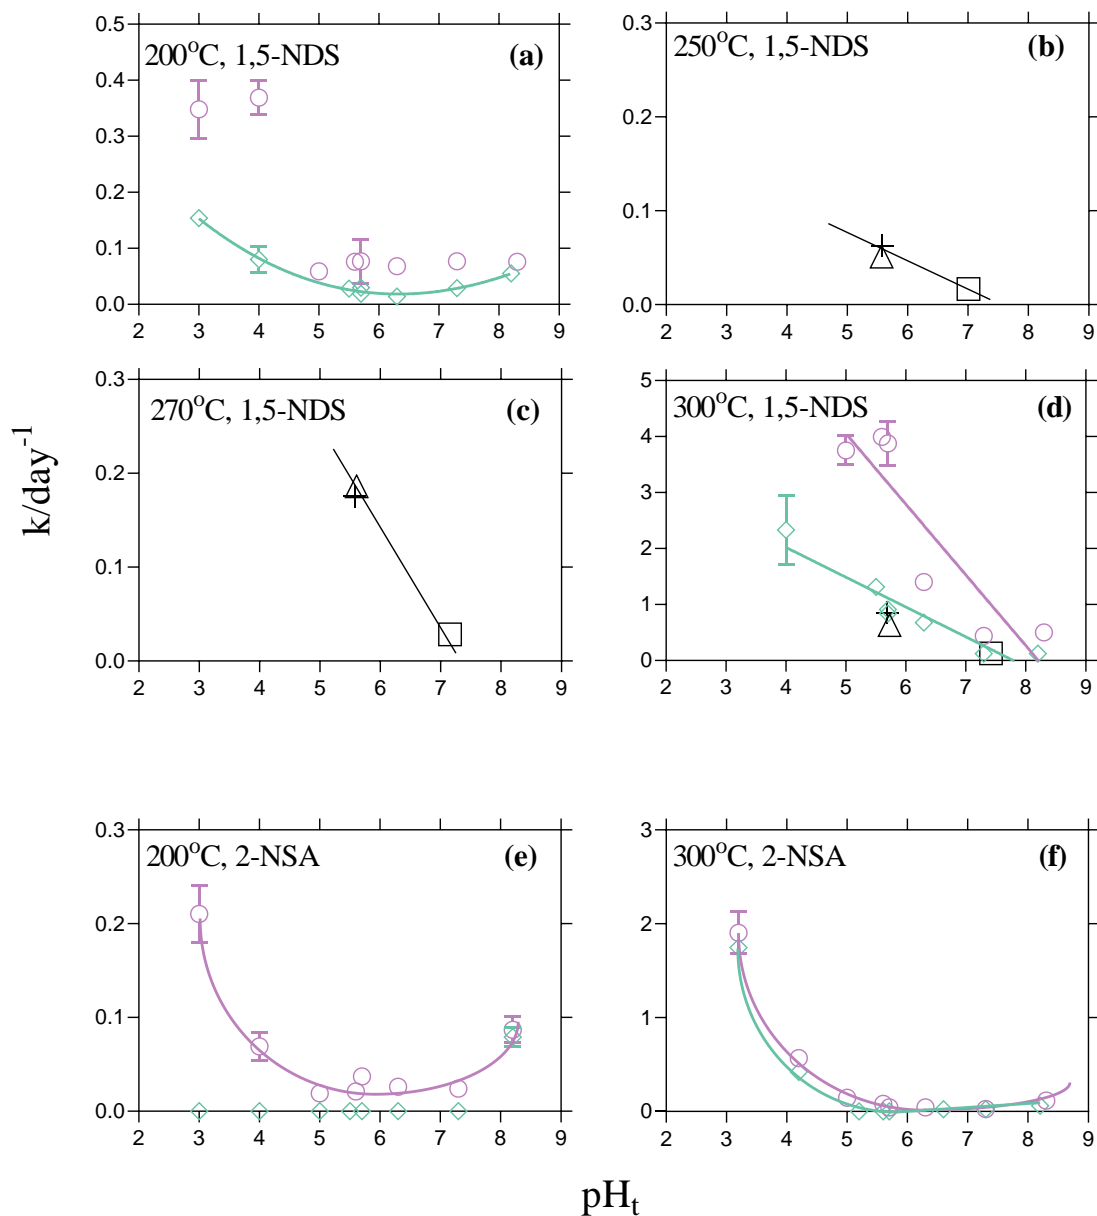 200°C, 1,5-NDS (a)
0.5
0.4
0.3
0.2
0.1
0.0
2 3 4 5 6 7 8 9
250°C, 1,5-NDS (b)
0.3
0.2
0.1
0.0
2 3 4 5 6 7 8 9
270°C, 1,5-NDS (c)
0.3
0.2
0.1
0.0
2 3 4 5 6 7 8 9
300°C, 1,5-NDS (d)
5
4
3
2
1
0
2 3 4 5 6 7 8 9
k/day⁻¹
200°C, 2-NSA (e)
0.3
0.2
0.1
0.0
2 3 4 5 6 7 8 9
300°C, 2-NSA (f)
3
2
1
0
2 3 4 5 6 7 8 9
pHₜ